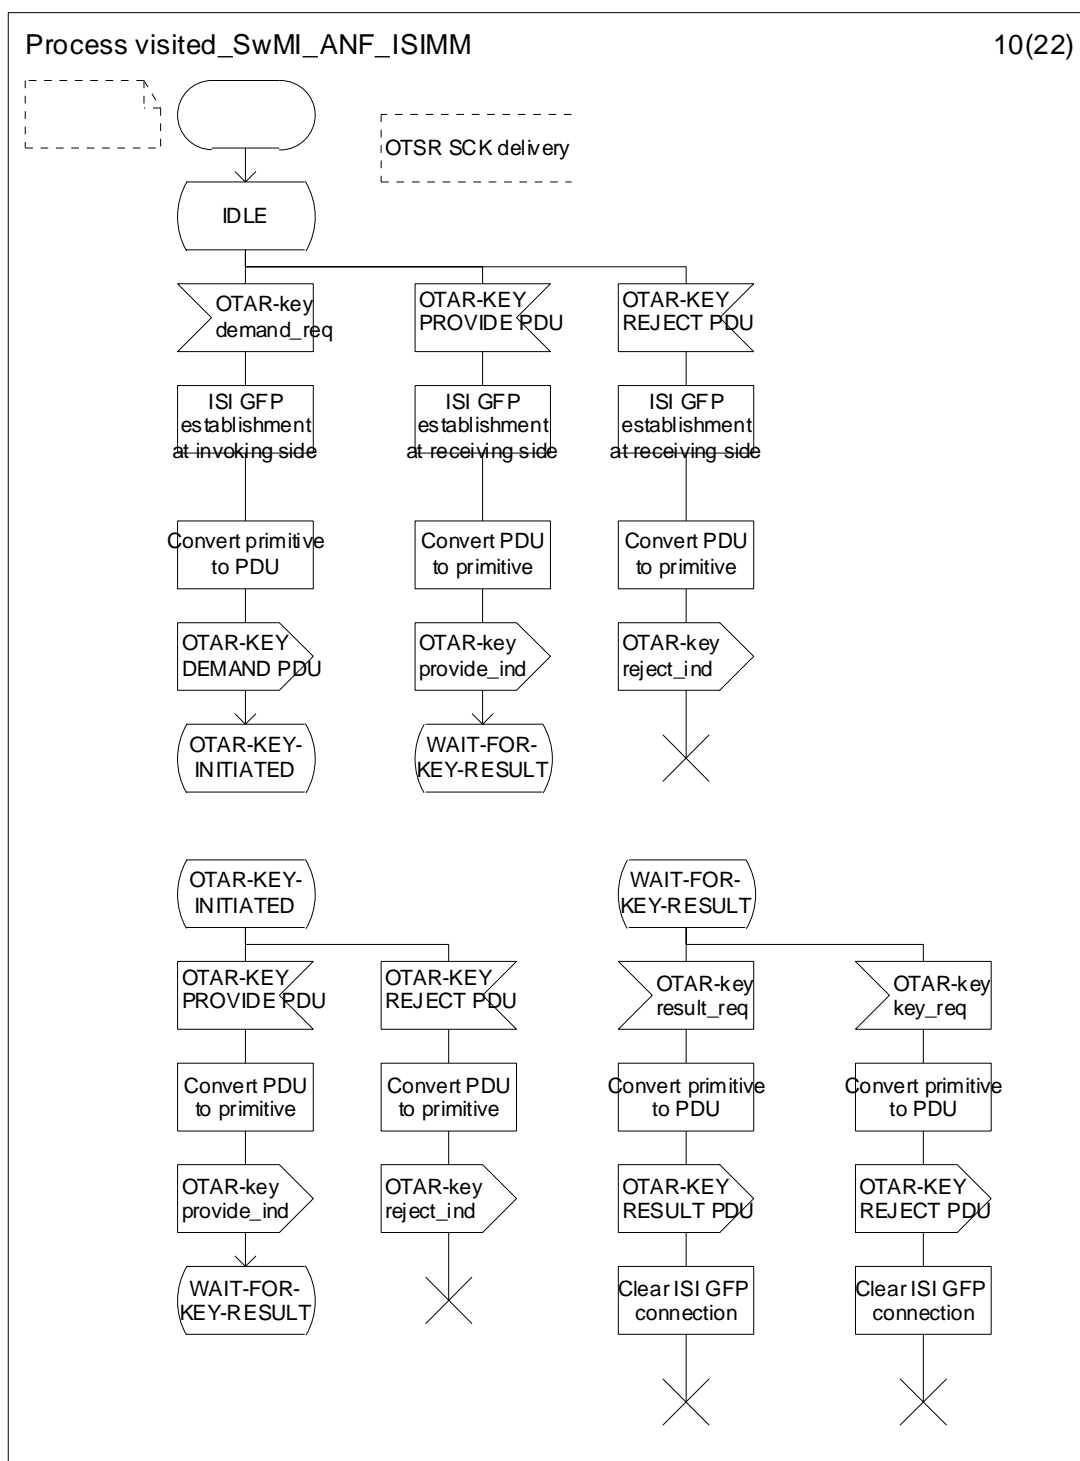 Process visited_SwMI_ANF_ISIMM
10(22)
OTSR SCK delivery
IDLE
OTAR-key
demand_req
OTAR-KEY
PROVIDE PDU
OTAR-KEY
REJECT PDU
ISI GFP
establishment
at invoking side
ISI GFP
establishment
at receiving side
ISI GFP
establishment
at receiving side
Convert primitive
to PDU
Convert PDU
to primitive
Convert PDU
to primitive
OTAR-KEY
DEMAND PDU
OTAR-key
provide_ind
OTAR-key
reject_ind
OTAR-KEY-
INITIATED
WAIT-FOR-
KEY-RESULT
OTAR-KEY-
INITIATED
WAIT-FOR-
KEY-RESULT
OTAR-KEY
PROVIDE PDU
OTAR-KEY
REJECT PDU
OTAR-key
result_req
OTAR-key
key_req
Convert PDU
to primitive
Convert PDU
to primitive
Convert primitive
to PDU
Convert primitive
to PDU
OTAR-key
provide_ind
OTAR-key
reject_ind
OTAR-KEY
RESULT PDU
OTAR-KEY
REJECT PDU
WAIT-FOR-
KEY-RESULT
Clear ISI GFP
connection
Clear ISI GFP
connection